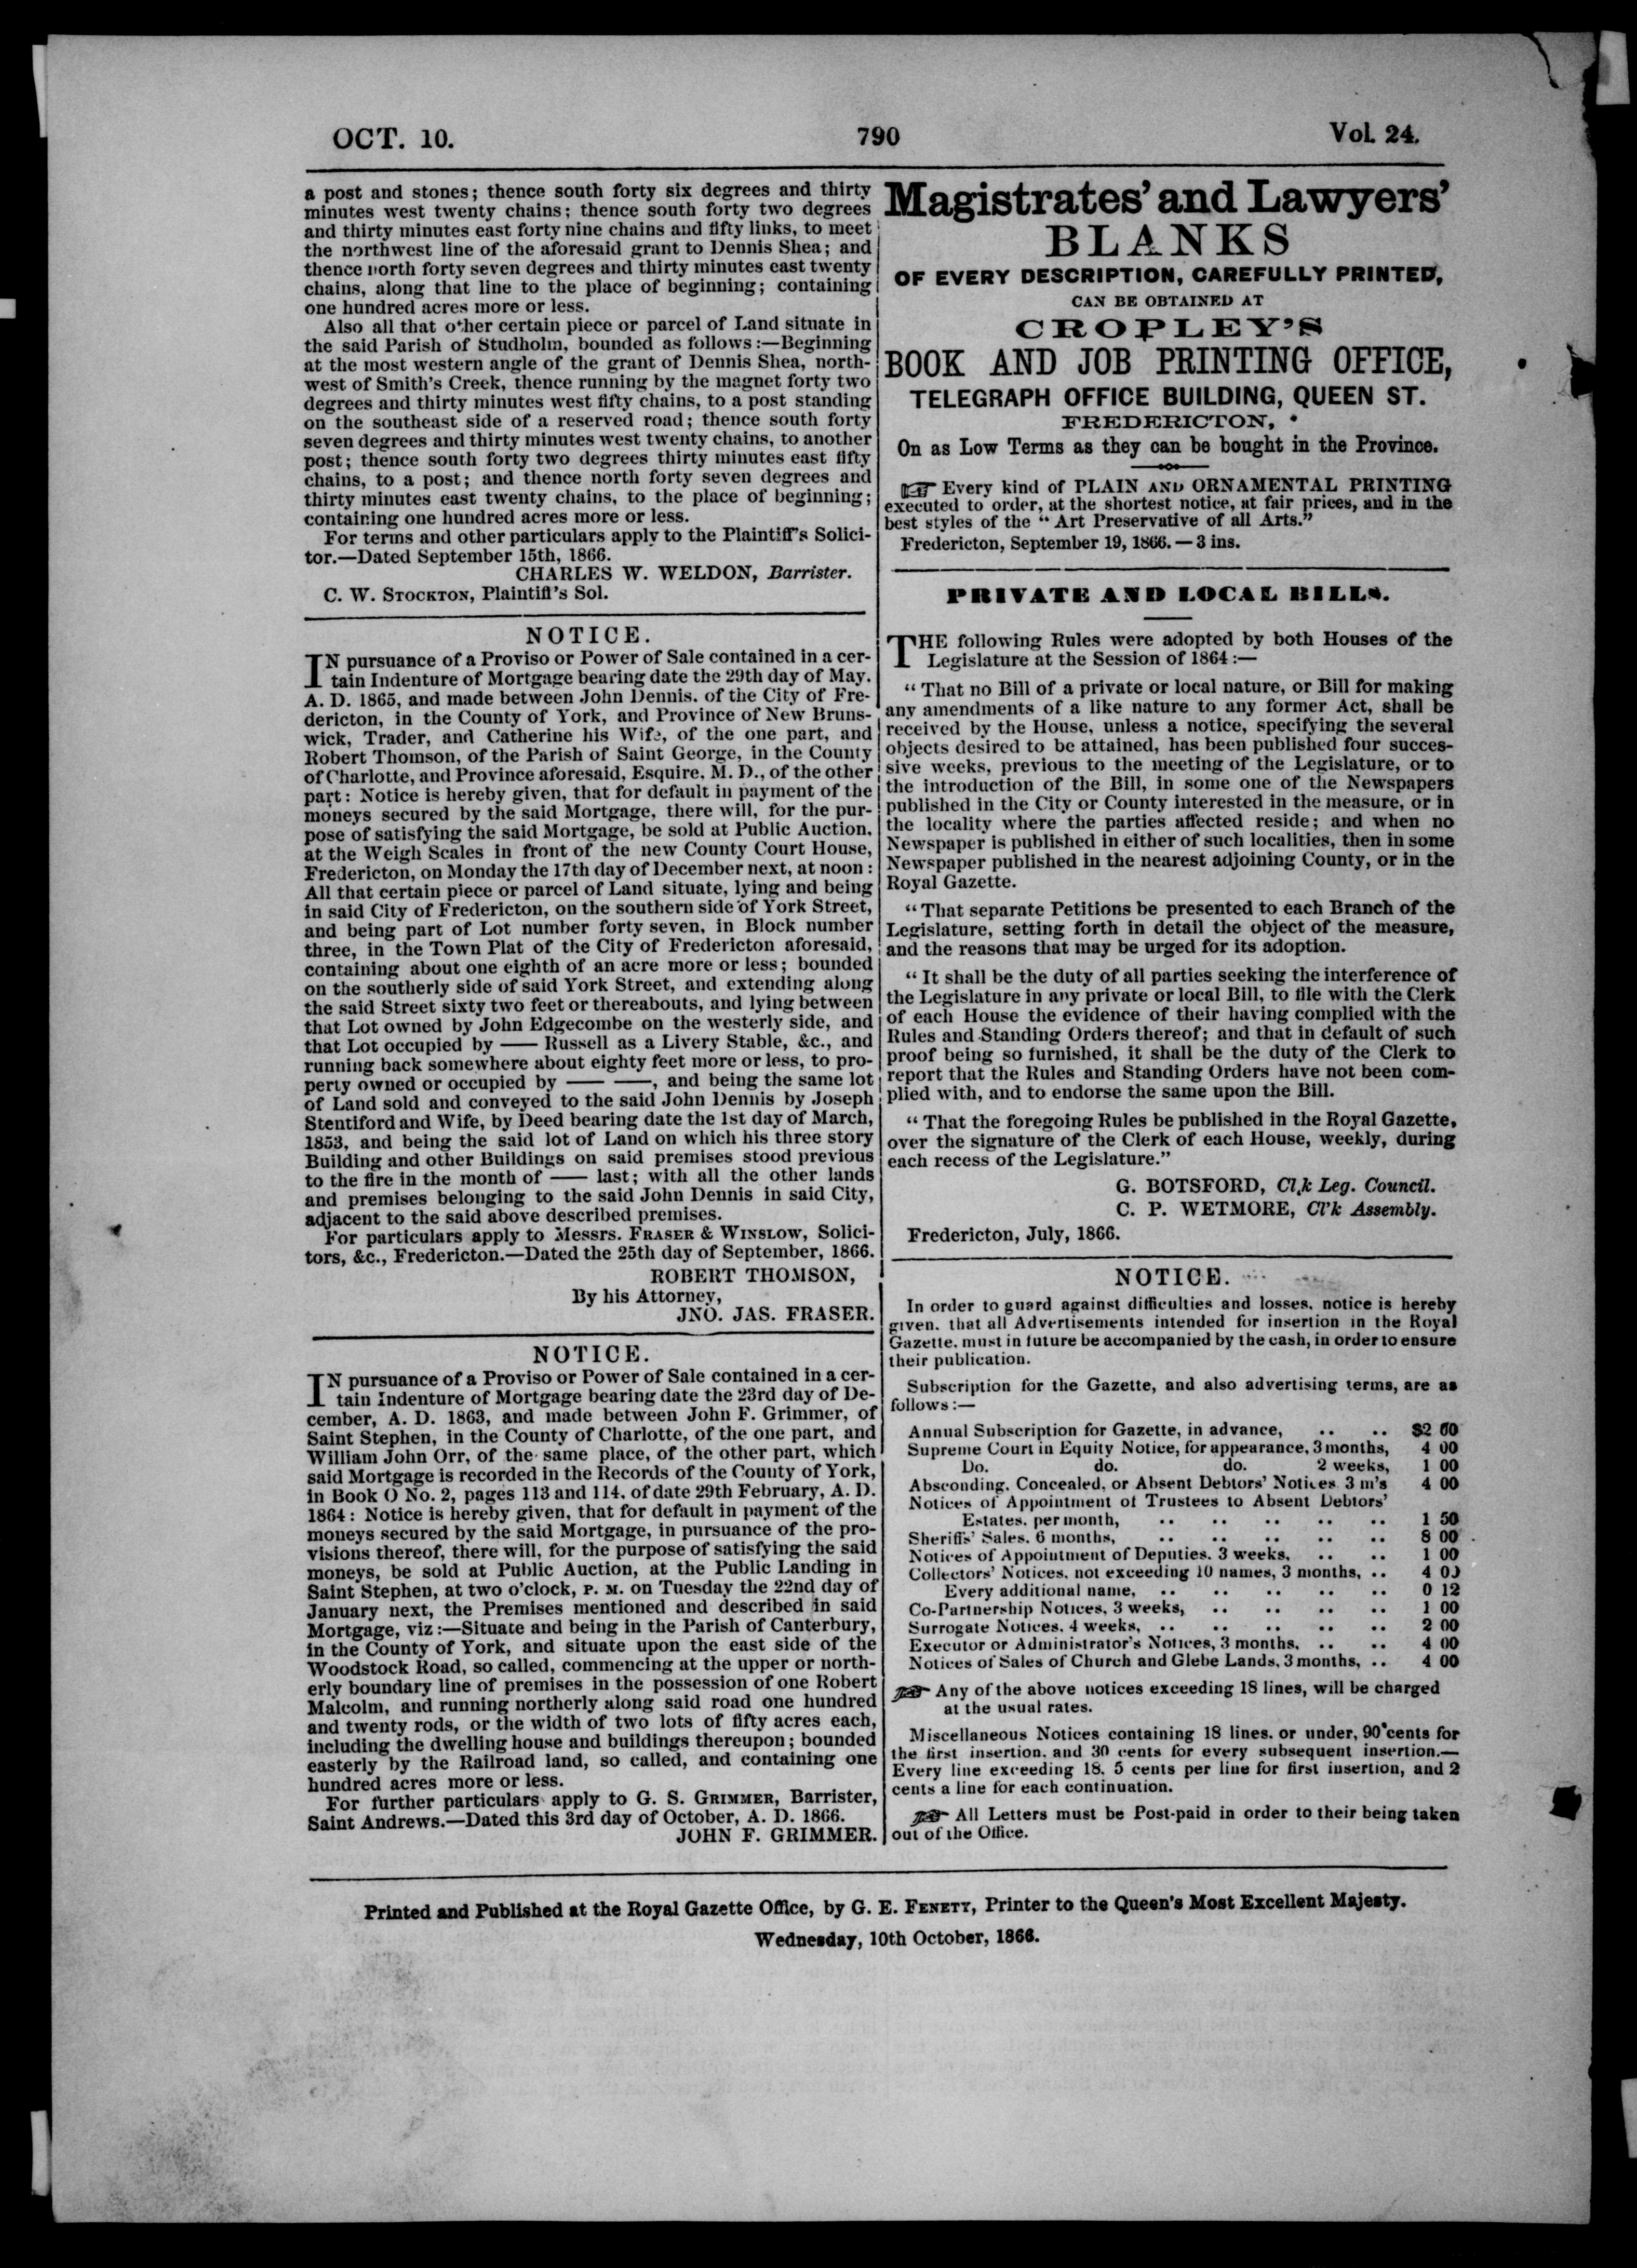 OCT. 10.
790
Vol. 24.
a post and stones; thence south forty six degrees and thirty
minutes west twenty chains; thence south forty two degrees
and thirty minutes east forty nine chains and fifty links, to meet
the northwest line of the aforesaid grant to Dennis Shea; and
thence north forty seven degrees and thirty minutes east twenty
chains, along that line to the place of beginning; containing
one hundred acres more or less.
Also all that other certain piece or parcel of Land situate in
the said Parish of Studholm, bounded as follows:—Beginning
at the most western angle of the grant of Dennis Shea, north-
west of Smith's Creek, thence running by the magnet forty two
degrees and thirty minutes west fifty chains, to a post standing
on the southeast side of a reserved road; thence south forty
seven degrees and thirty minutes west twenty chains, to another
post; thence south forty two degrees thirty minutes east fifty
chains, to a post; and thence north forty seven degrees and
thirty minutes east twenty chains, to the place of beginning;
containing one hundred acres more or less.
For terms and other particulars apply to the Plaintiff's Solici-
tor.—Dated September 15th, 1866.
CHARLES W. WELDON, Barrister.
C. W. STOCKTON, Plaintiff's Sol.
NOTICE.
IN pursuance of a Proviso or Power of Sale contained in a cer-
tain Indenture of Mortgage bearing date the 29th day of May,
A. D. 1865, and made between John Dennis, of the City of Fre-
dericton, in the County of York, and Province of New Bruns-
wick, Trader, and Catherine his Wife, of the one part, and
Robert Thomson, of the Parish of Saint George, in the County
of Charlotte, and Province aforesaid, Esquire, M. D., of the other
part: Notice is hereby given, that for default in payment of the
moneys secured by the said Mortgage, there will, for the pur-
pose of satisfying the said Mortgage, be sold at Public Auction,
at the Weigh Scales in front of the new County Court House,
Fredericton, on Monday the 17th day of December next, at noon:
All that certain piece or parcel of Land situate, lying and being
in said City of Fredericton, on the southern side of York Street,
and being part of Lot number forty seven, in Block number
three, in the Town Plat of the City of Fredericton aforesaid,
containing about one eighth of an acre more or less; bounded
on the southerly side of said York Street, and extending along
the said Street sixty two feet or thereabouts, and lying between
that Lot owned by John Edgecombe on the westerly side, and
that Lot occupied by —— Russell as a Livery Stable, &c., and
running back somewhere about eighty feet more or less, to pro-
perty owned or occupied by —— ——, and being the same lot
of Land sold and conveyed to the said John Dennis by Joseph
Stentiford and Wife, by Deed bearing date the 1st day of March,
1853, and being the said lot of Land on which his three story
Building and other Buildings on said premises stood previous
to the fire in the month of —— last; with all the other lands
and premises belonging to the said John Dennis in said City,
adjacent to the said above described premises.
For particulars apply to Messrs. FRASER & WINSLOW, Solici-
tors, &c., Fredericton.—Dated the 25th day of September, 1866.
ROBERT THOMSON,
By his Attorney,
JNO. JAS. FRASER.
NOTICE.
IN pursuance of a Proviso or Power of Sale contained in a cer-
tain Indenture of Mortgage bearing date the 23rd day of De-
cember, A. D. 1863, and made between John F. Grimmer, of
Saint Stephen, in the County of Charlotte, of the one part, and
William John Orr, of the same place, of the other part, which
said Mortgage is recorded in the Records of the County of York,
in Book O No. 2, pages 113 and 114, of date 29th February, A. D.
1864: Notice is hereby given, that for default in payment of the
moneys secured by the said Mortgage, in pursuance of the pro-
visions thereof, there will, for the purpose of satisfying the said
moneys, be sold at Public Auction, at the Public Landing in
Saint Stephen, at two o'clock, P. M. on Tuesday the 22nd day of
January next, the Premises mentioned and described in said
Mortgage, viz:—Situate and being in the Parish of Canterbury,
in the County of York, and situate upon the east side of the
Woodstock Road, so called, commencing at the upper or north-
erly boundary line of premises in the possession of one Robert
Malcolm, and running northerly along said road one hundred
and twenty rods, or the width of two lots of fifty acres each,
including the dwelling house and buildings thereupon; bounded
easterly by the Railroad land, so called, and containing one
hundred acres more or less.
For further particulars apply to G. S. GRIMMER, Barrister,
Saint Andrews.—Dated this 3rd day of October, A. D. 1866.
JOHN F. GRIMMER.
Magistrates' and Lawyers'
BLANKS
OF EVERY DESCRIPTION, CAREFULLY PRINTED,
CAN BE OBTAINED AT
CROPLEY'S
BOOK AND JOB PRINTING OFFICE,
TELEGRAPH OFFICE BUILDING, QUEEN ST.
FREDERICTON,
On as Low Terms as they can be bought in the Province.
☞ Every kind of PLAIN AND ORNAMENTAL PRINTING
executed to order, at the shortest notice, at fair prices, and in the
best styles of the "Art Preservative of all Arts."
Fredericton, September 19, 1866.—3 ins.
PRIVATE AND LOCAL BILLS.
THE following Rules were adopted by both Houses of the
Legislature at the Session of 1864:—
"That no Bill of a private or local nature, or Bill for making
any amendments of a like nature to any former Act, shall be
received by the House, unless a notice, specifying the several
objects desired to be attained, has been published four succes-
sive weeks, previous to the meeting of the Legislature, or to
the introduction of the Bill, in some one of the Newspapers
published in the City or County interested in the measure, or in
the locality where the parties affected reside; and when no
Newspaper is published in either of such localities, then in some
Newspaper published in the nearest adjoining County, or in the
Royal Gazette.
"That separate Petitions be presented to each Branch of the
Legislature, setting forth in detail the object of the measure,
and the reasons that may be urged for its adoption.
"It shall be the duty of all parties seeking the interference of
the Legislature in any private or local Bill, to file with the Clerk
of each House the evidence of their having complied with the
Rules and Standing Orders thereof; and that in default of such
proof being so furnished, it shall be the duty of the Clerk to
report that the Rules and Standing Orders have not been com-
plied with, and to endorse the same upon the Bill.
"That the foregoing Rules be published in the Royal Gazette,
over the signature of the Clerk of each House, weekly, during
each recess of the Legislature."
G. BOTSFORD, Cl'k Leg. Council.
C. P. WETMORE, Cl'k Assembly.
Fredericton, July, 1866.
NOTICE.
In order to guard against difficulties and losses, notice is hereby
given, that all Advertisements intended for insertion in the Royal
Gazette, must in future be accompanied by the cash, in order to ensure
their publication.
Subscription for the Gazette, and also advertising terms, are as
follows:—
Annual Subscription for Gazette, in advance, .. .. $2 00
Supreme Court in Equity Notice, for appearance, 3 months, 4 00
Do. do. do. 2 weeks, 1 00
Absconding, Concealed, or Absent Debtors' Notices 3 m's 4 00
Notices of Appointment of Trustees to Absent Debtors'
Estates, per month, .. .. .. .. .. 1 50
Sheriffs' Sales, 6 months, .. .. .. .. .. 8 00
Notices of Appointment of Deputies, 3 weeks, .. .. 1 00
Collectors' Notices, not exceeding 10 names, 3 months, .. 4 00
Every additional name, .. .. .. .. .. 0 12
Co-Partnership Notices, 3 weeks, .. .. .. .. 1 00
Surrogate Notices, 4 weeks, .. .. .. .. .. 2 00
Executor or Administrator's Notices, 3 months, .. .. 4 00
Notices of Sales of Church and Glebe Lands, 3 months, .. 4 00
☞ Any of the above notices exceeding 18 lines, will be charged
at the usual rates.
Miscellaneous Notices containing 18 lines, or under, 90 cents for
the first insertion, and 30 cents for every subsequent insertion.—
Every line exceeding 18, 5 cents per line for first insertion, and 2
cents a line for each continuation.
☞ All Letters must be Post-paid in order to their being taken
out of the Office.
Printed and Published at the Royal Gazette Office, by G. E. FENETY, Printer to the Queen's Most Excellent Majesty.
Wednesday, 10th October, 1866.